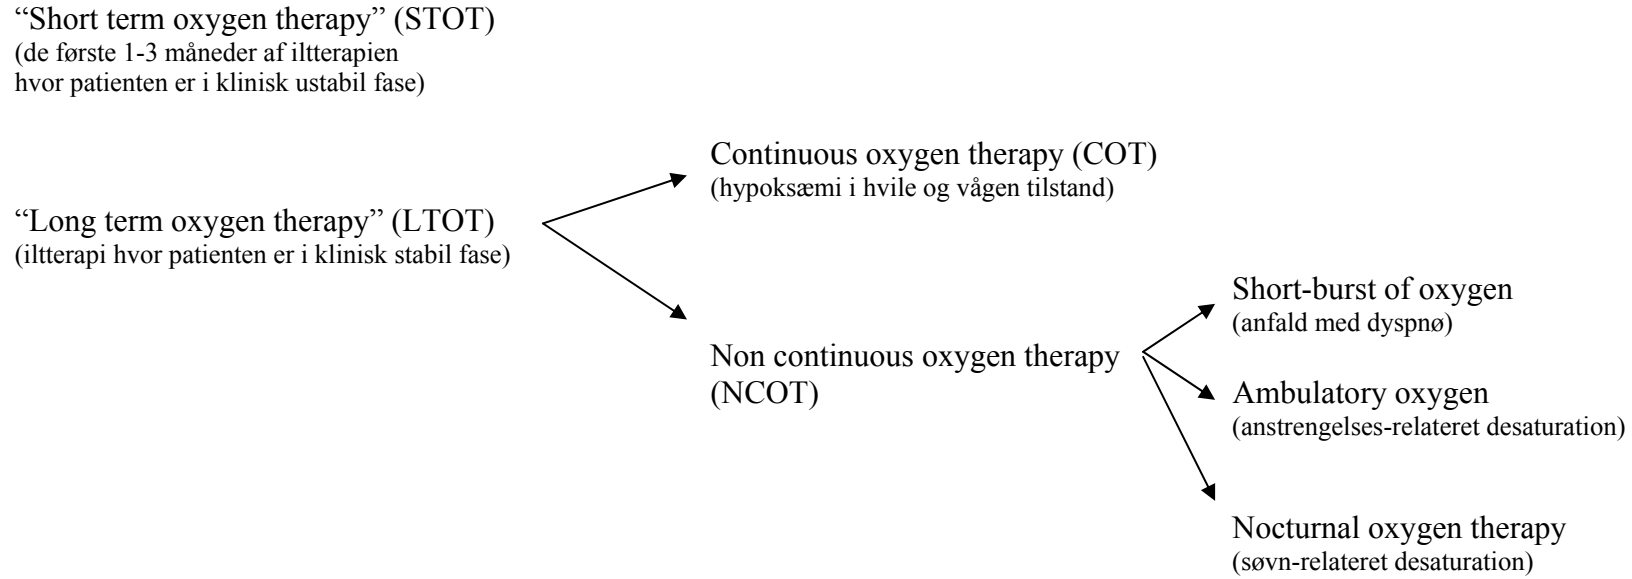 “Short term oxygen therapy” (STOT)
(de første 1-3 måneder af iltterapien
hvor patienten er i klinisk ustabil fase)
Continuous oxygen therapy (COT)
(hypoksæmi i hvile og vågen tilstand)
“Long term oxygen therapy” (LTOT)
(iltterapi hvor patienten er i klinisk stabil fase)
Non continuous oxygen therapy
(NCOT)
Short-burst of oxygen
(anfald med dyspnø)
Ambulatory oxygen
(anstrengelses-relateret desaturation)
Nocturnal oxygen therapy
(søvn-relateret desaturation)